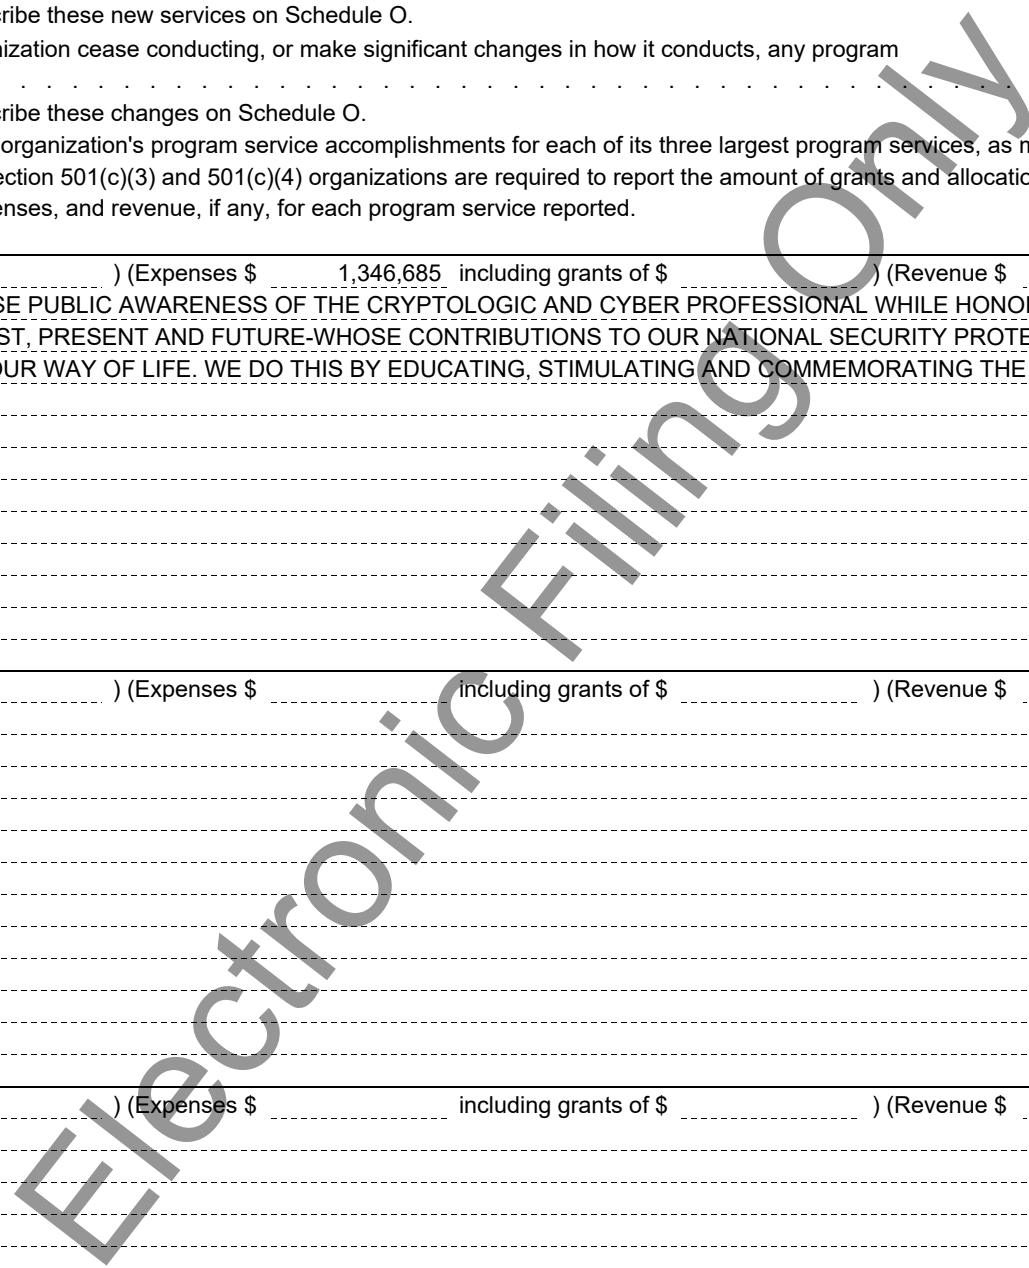 ribe these new services on Schedule O.
nization cease conducting, or make significant changes in how it conducts, any program
. . . . . . . . . . . . . . . . . . . . . . . . . . . . . . . . . . . . . . .
ribe these changes on Schedule O.
organization's program service accomplishments for each of its three largest program services, as m
ection 501(c)(3) and 501(c)(4) organizations are required to report the amount of grants and allocatio
enses, and revenue, if any, for each program service reported.
) (Expenses $ 1,346,685 including grants of $ ) (Revenue $
SE PUBLIC AWARENESS OF THE CRYPTOLOGIC AND CYBER PROFESSIONAL WHILE HONO
ST, PRESENT AND FUTURE-WHOSE CONTRIBUTIONS TO OUR NATIONAL SECURITY PROTE
OUR WAY OF LIFE. WE DO THIS BY EDUCATING, STIMULATING AND COMMEMORATING THE
) (Expenses $ including grants of $ ) (Revenue $
) (Expenses $ including grants of $ ) (Revenue $
Electronic Filing Only